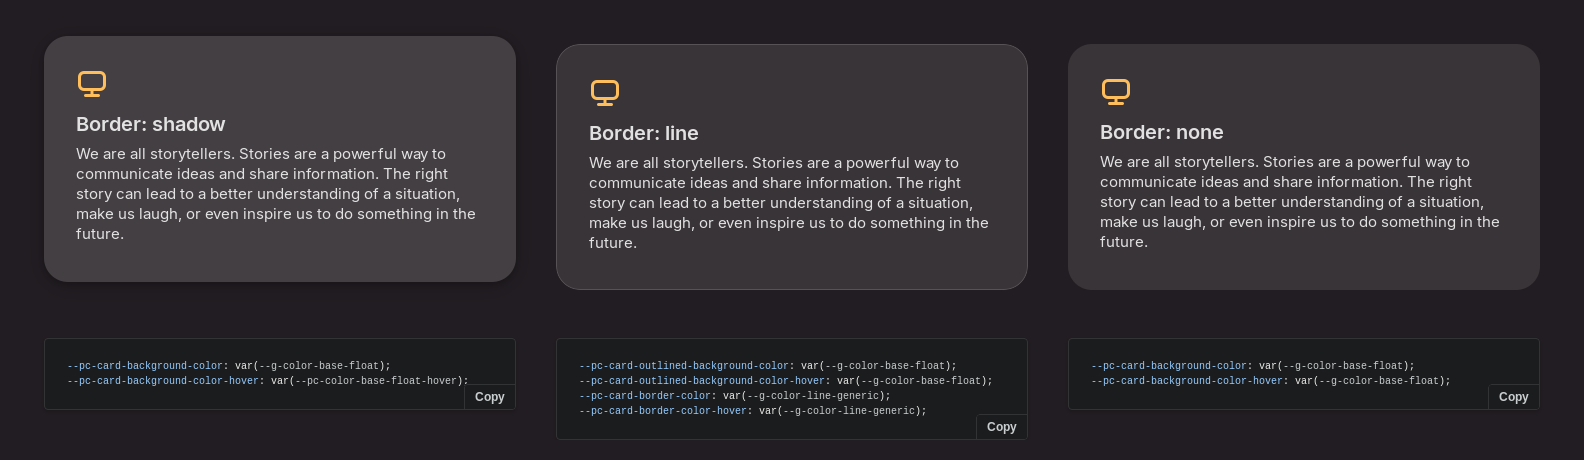 Border: shadow
We are all storytellers. Stories are a powerful way to
communicate ideas and share information. The right
story can lead to a better understanding of a situation,
make us laugh, or even inspire us to do something in the
future.
Border: line
We are all storytellers. Stories are a powerful way to
communicate ideas and share information. The right
story can lead to a better understanding of a situation,
make us laugh, or even inspire us to do something in the
future.
Border: none
We are all storytellers. Stories are a powerful way to
communicate ideas and share information. The right
story can lead to a better understanding of a situation,
make us laugh, or even inspire us to do something in the
future.
--pc-card-background-color: var(--g-color-base-float);
--pc-card-background-color-hover: var(--pc-color-base-float-hover);
Copy
--pc-card-outlined-background-color: var(--g-color-base-float);
--pc-card-outlined-background-color-hover: var(--g-color-base-float);
--pc-card-border-color: var(--g-color-line-generic);
--pc-card-border-color-hover: var(--g-color-line-generic);
Copy
--pc-card-background-color: var(--g-color-base-float);
--pc-card-background-color-hover: var(--g-color-base-float);
Copy